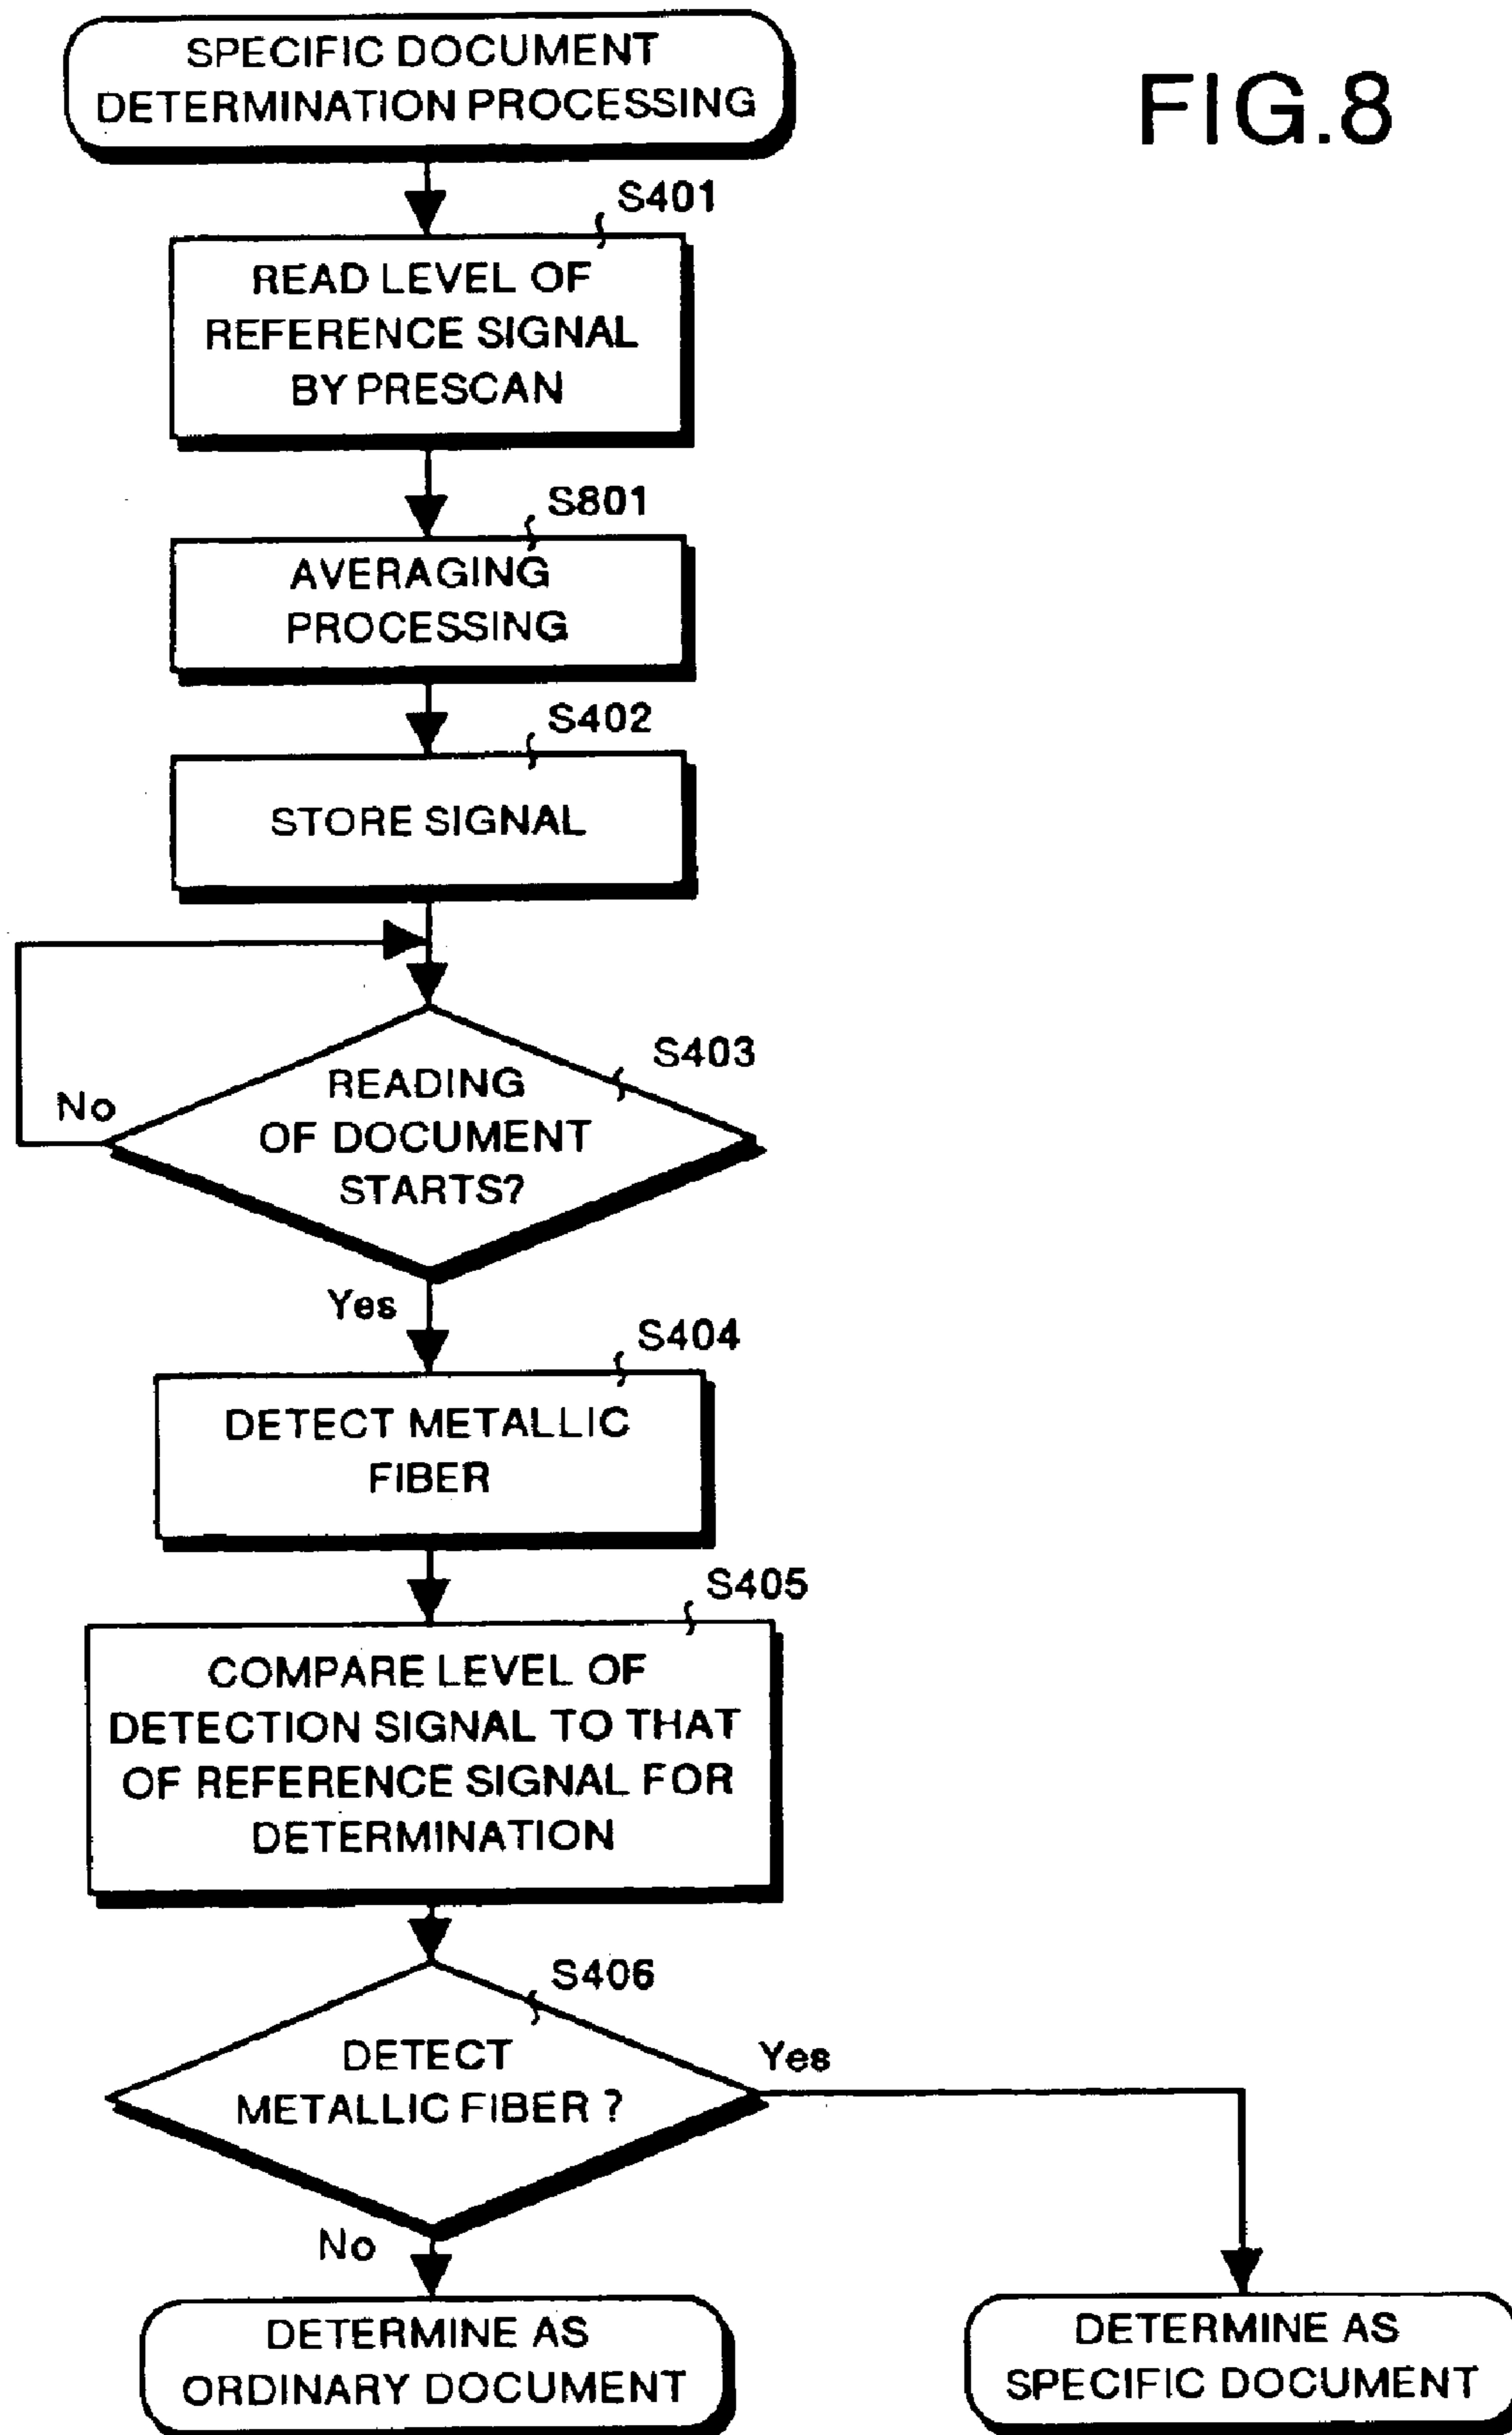 SPECIFIC DOCUMENT
DETERMINATION PROCESSING
FIG.8
S401
READ LEVEL OF
REFERENCE SIGNAL
BY PRESCAN
S801
AVERAGING
PROCESSING
S402
STORE SIGNAL
S403
READING
OF DOCUMENT
STARTS?
No
Yes
S404
DETECT METALLIC
FIBER
S405
COMPARE LEVEL OF
DETECTION SIGNAL TO THAT
OF REFERENCE SIGNAL FOR
DETERMINATION
S406
DETECT
METALLIC FIBER ?
Yes
No
DETERMINE AS
ORDINARY DOCUMENT
DETERMINE AS
SPECIFIC DOCUMENT